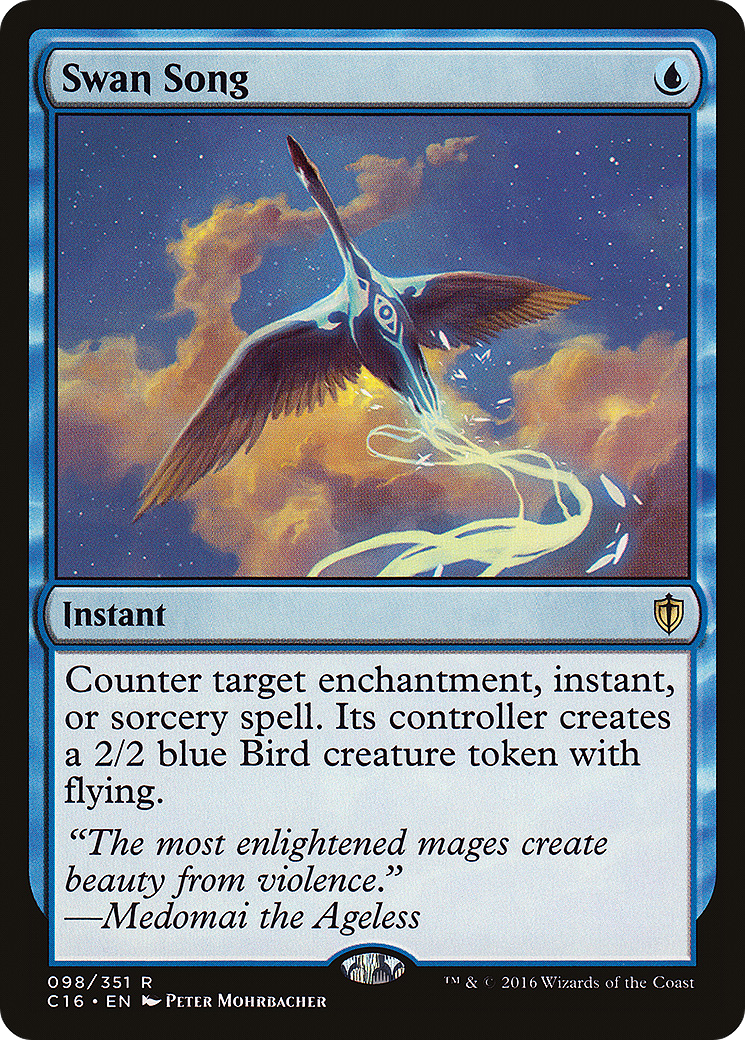 Swan Song
Instant
Counter target enchantment, instant,
or sorcery spell. Its controller creates
a 2/2 blue Bird creature token with
flying.
“The most enlightened mages create
beauty from violence.”
—Medomai the Ageless
098/351 R
C16 • EN Peter Mohrbacher
™ & © 2016 Wizards of the Coast